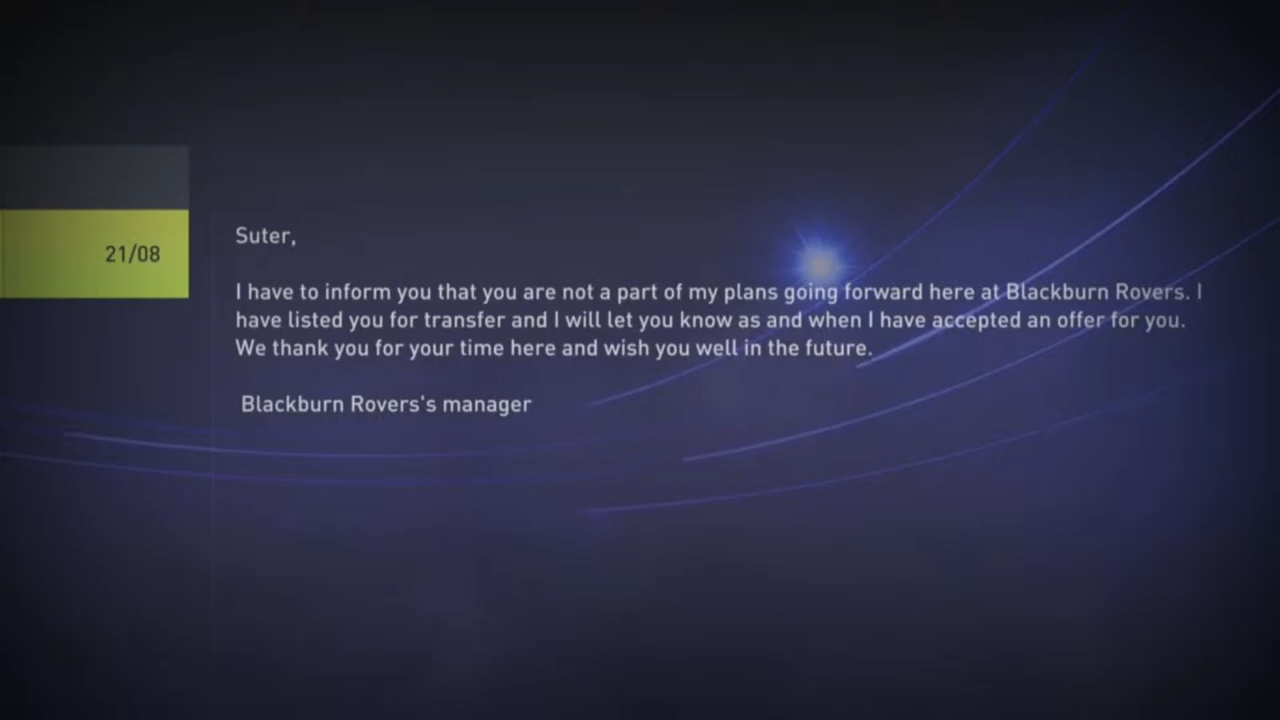 21/08
Suter,
I have to inform you that you are not a part of my plans going forward here at Blackburn Rovers. I
have listed you for transfer and I will let you know as and when I have accepted an offer for you.
We thank you for your time here and wish you well in the future.
Blackburn Rovers's manager